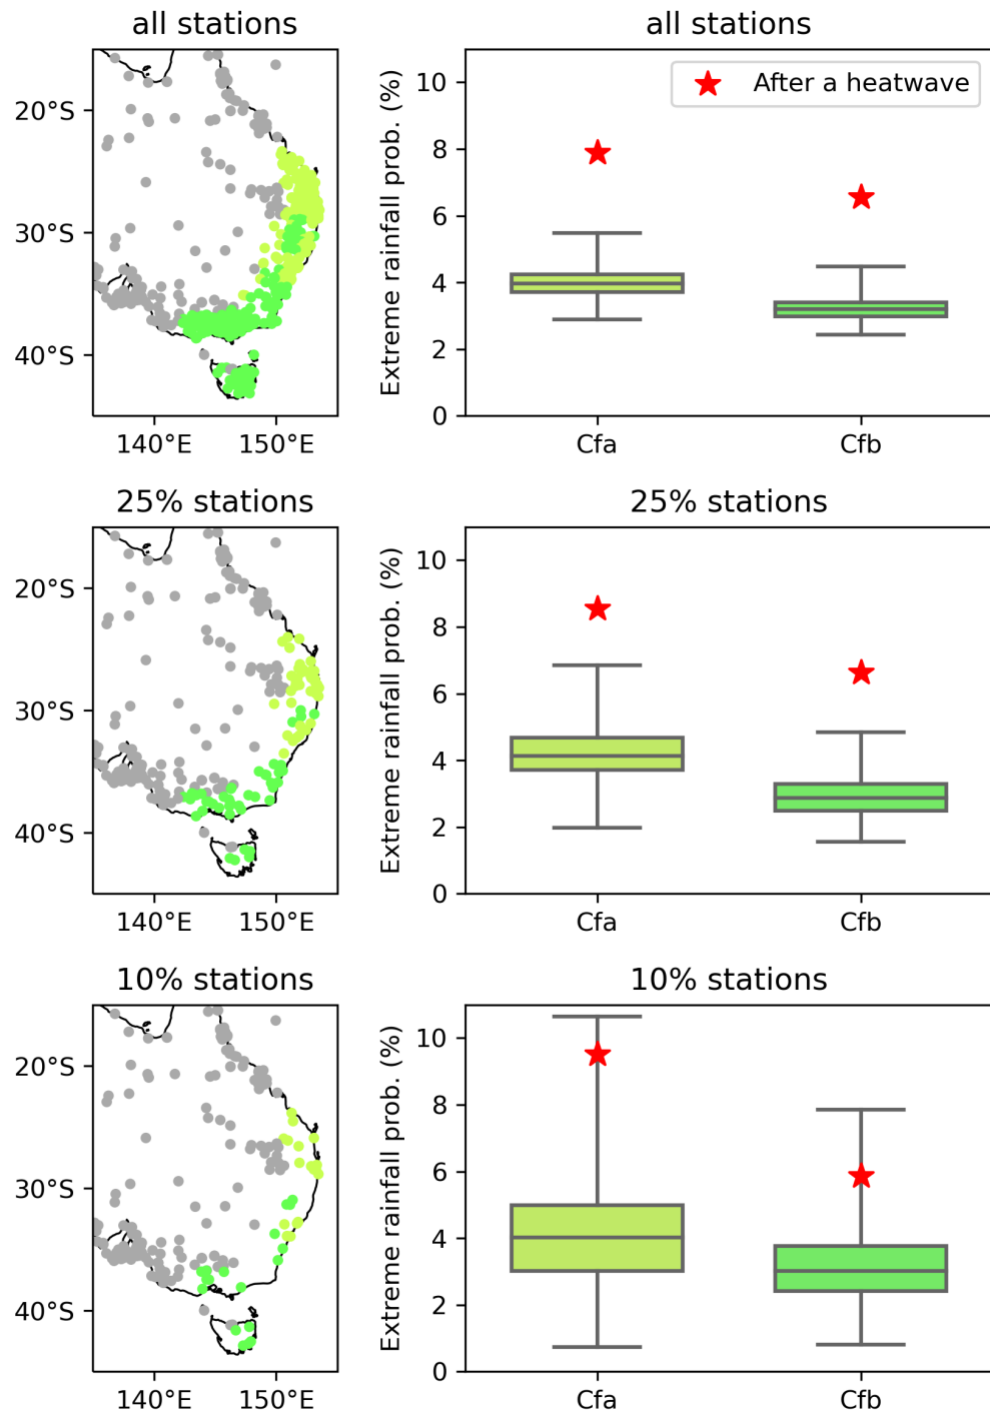 all stations
20°S
30°S
40°S
140°E 150°E
all stations
Extreme rainfall prob. (%)
10
8
6
4
2
0
After a heatwave
Cfa Cfb
25% stations
20°S
30°S
40°S
140°E 150°E
25% stations
Extreme rainfall prob. (%)
10
8
6
4
2
0
Cfa Cfb
10% stations
20°S
30°S
40°S
140°E 150°E
10% stations
Extreme rainfall prob. (%)
10
8
6
4
2
0
Cfa Cfb